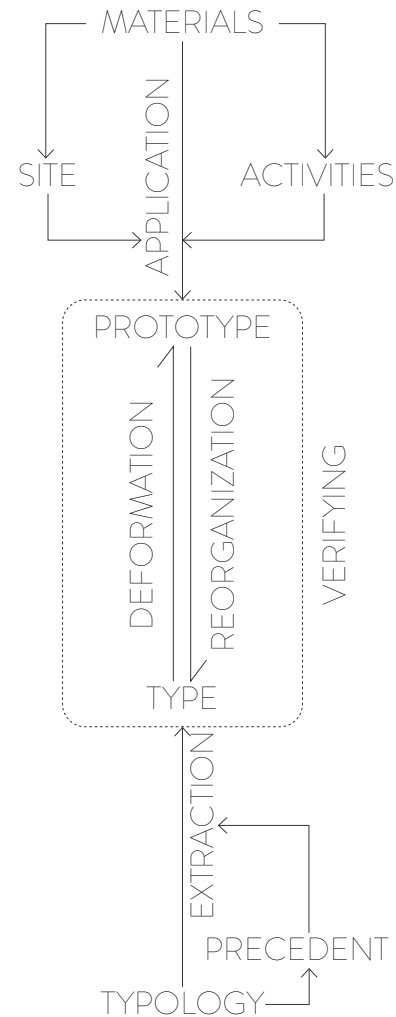 MATERIALS
SITE
APPLICATION
ACTIVITIES
PROTOTYPE
DEFORMATION
REORGANIZATION
VERIFYING
TYPE
EXTRACTION
PRECEDENT
TYPOLOGY